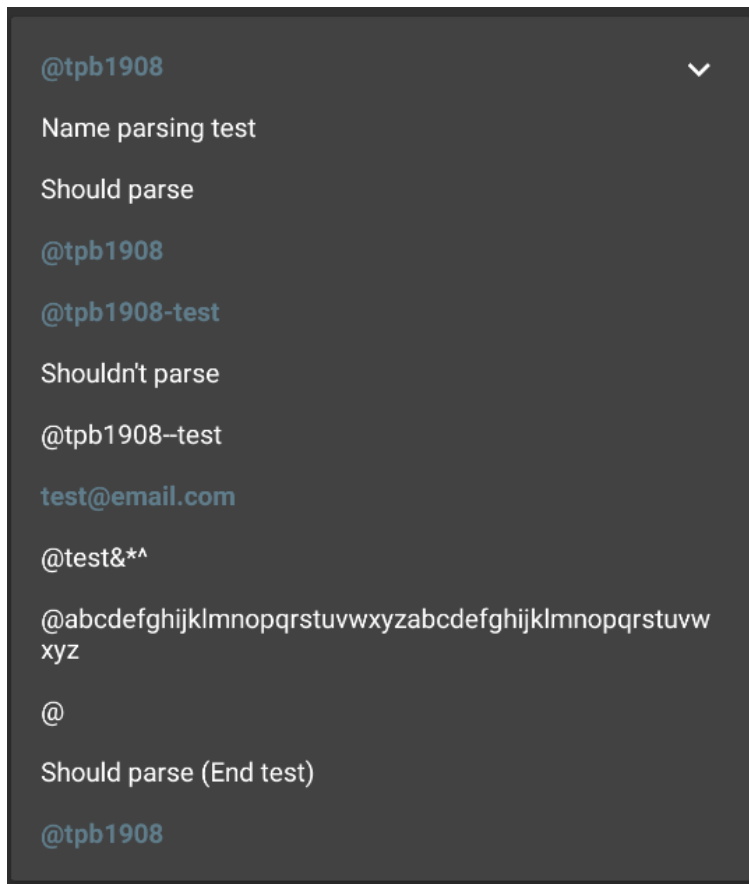 @tpb1908
Name parsing test
Should parse
@tpb1908
@tpb1908-test
Shouldn't parse
@tpb1908--test
test@email.com
@test&*^
@abcdefghijklmnopqrstuvwxyzabcdefghijklmnopqrstuvw
xyz
@
Should parse (End test)
@tpb1908